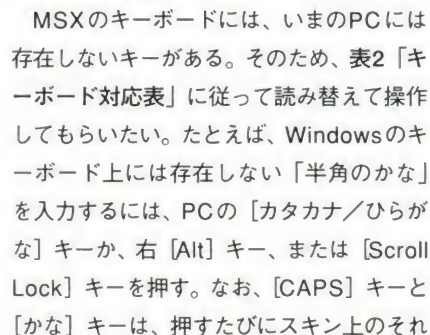 MSXのキーボードには、いまのPCには
存在しないキーがある。そのため、表2「キ
ーボード対応表」に従って読み替えて操作
してもらいたい。たとえば、Windowsのキ
ーボード上には存在しない「半角のかな」
を入力するには、PCの［カタカナ／ひらが
な］キーか、右［Alt］キー、または［Scroll
Lock］キーを押す。なお、［CAPS］キーと
［かな］キーは、押すたびにスキン上のそれ